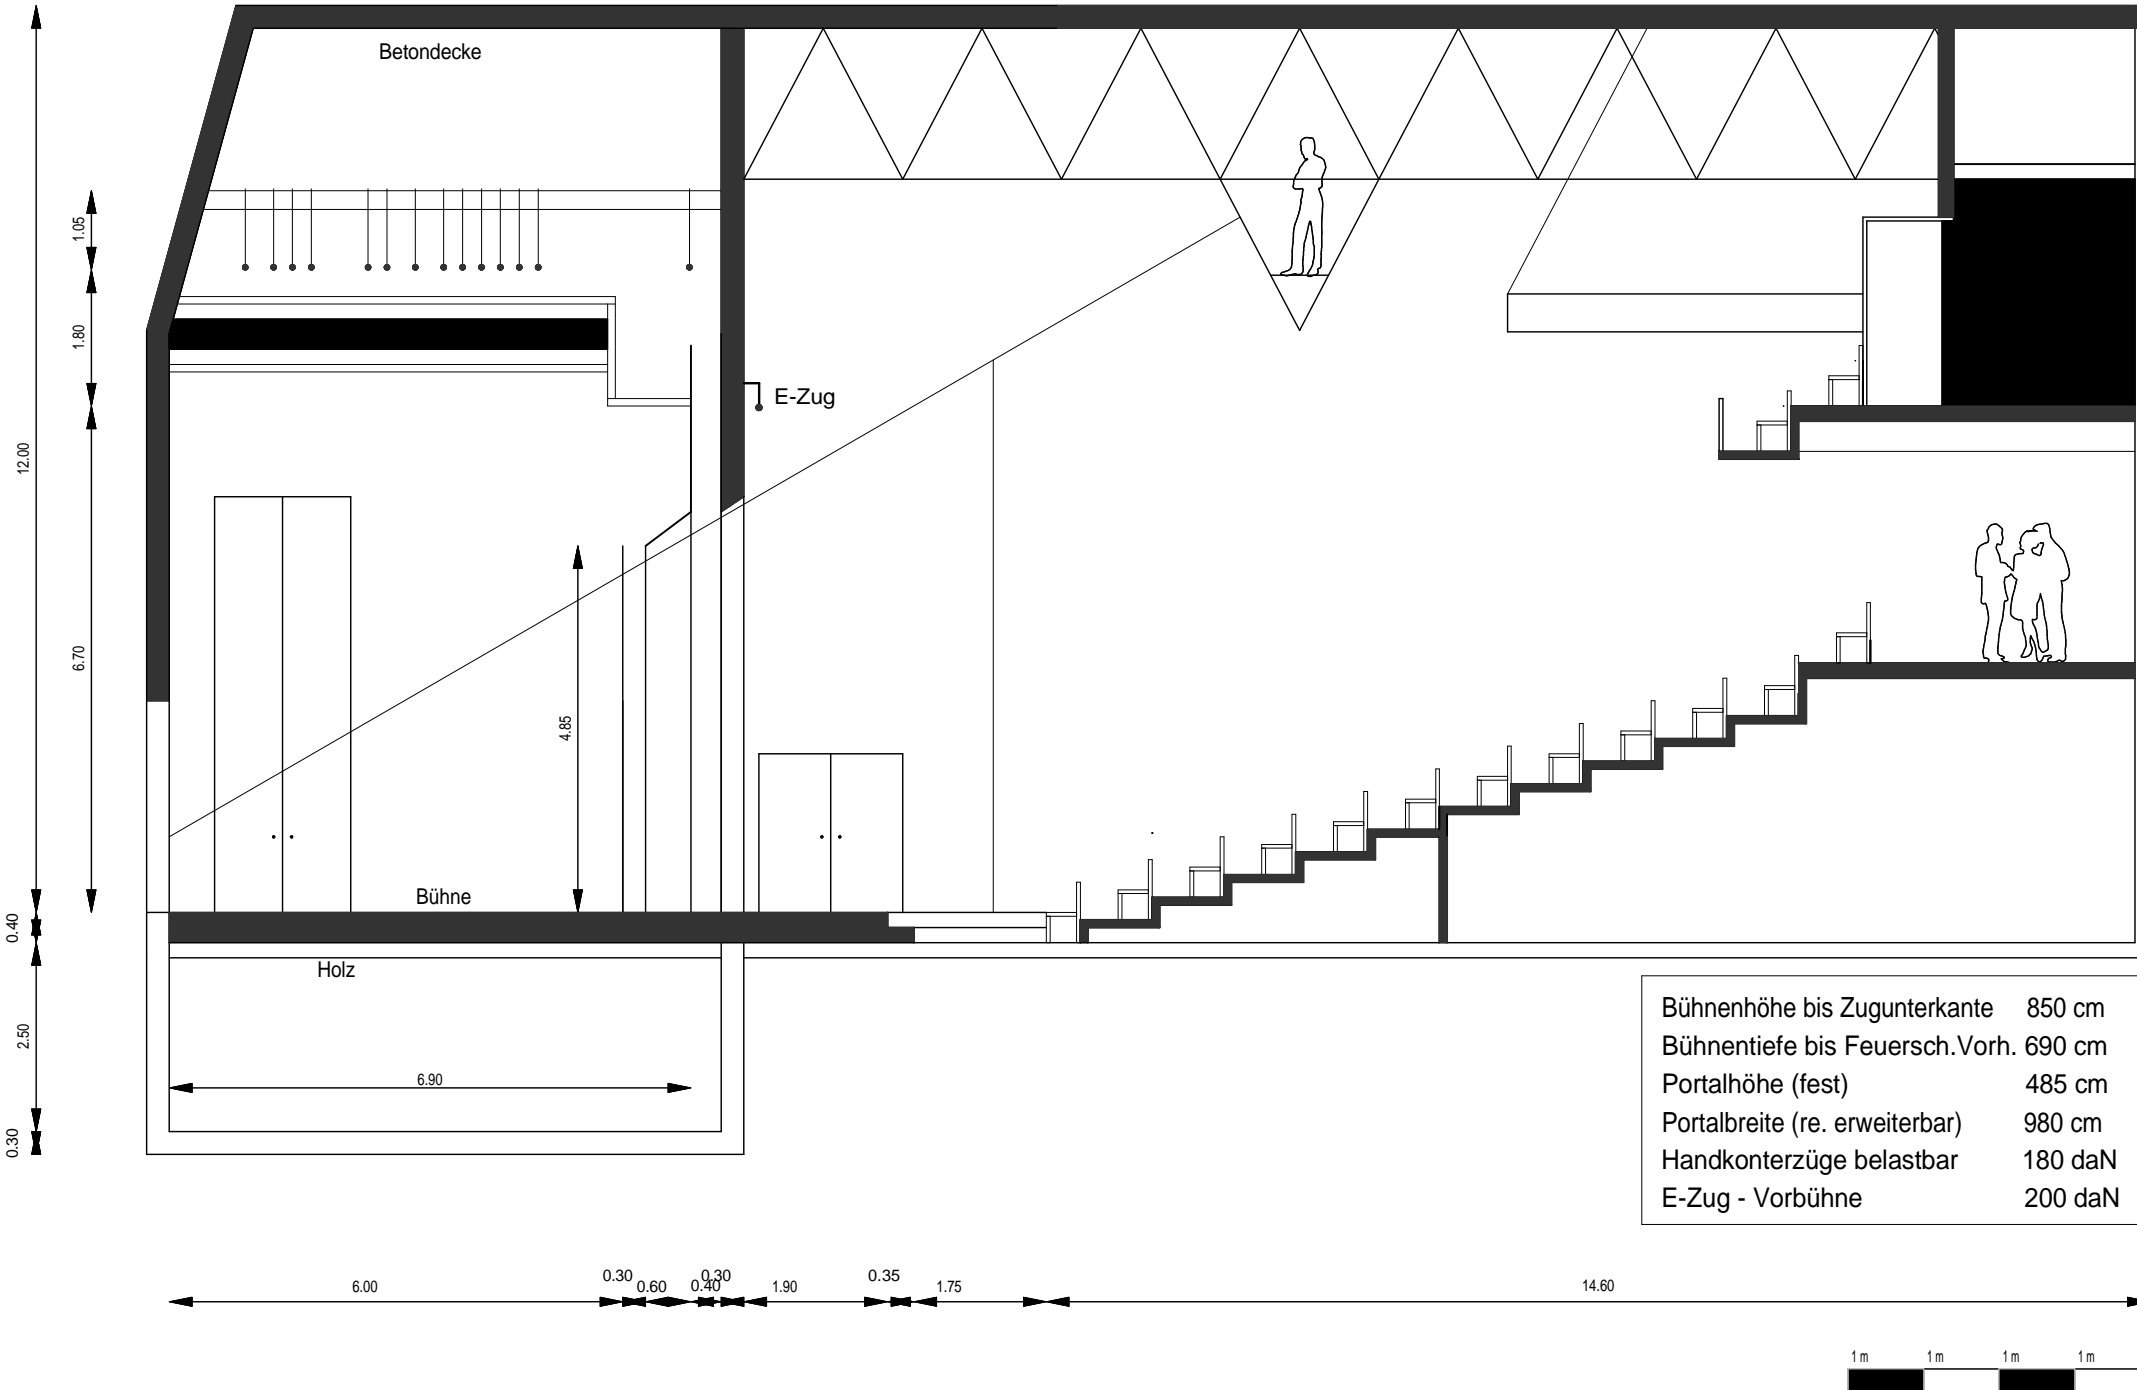 Betondecke
1.05
1.80
E-Zug
12.00
6.70
4.85
Bühne
0.40
Holz
2.50
6.90
0.30
Bühnenhöhe bis Zugunterkante 850 cm
Bühnentiefe bis Feuersch.Vorh. 690 cm
Portalhöhe (fest) 485 cm
Portalbreite (re. erweiterbar) 980 cm
Handkonterzüge belastbar 180 daN
E-Zug - Vorbühne 200 daN
6.00 0.30 0.60 0.40 0.30 1.90 0.35 1.75 14.60
1 m 1 m 1 m 1 m